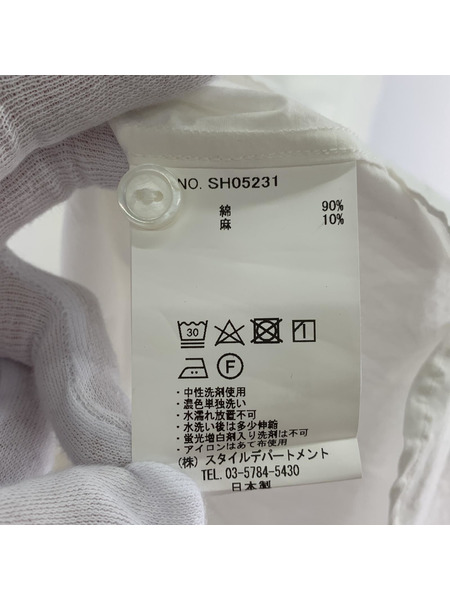 NO. SH05231
綿 90%
麻 10%
30
F
・中性洗剤使用
・濃色単独洗い
・水濡れ放置不可
・水洗い後は多少伸縮
・蛍光増白剤入り洗剤は不可
・アイロンはあて布使用
(株) スタイルデパートメント
TEL. 03-5784-5430
日本製